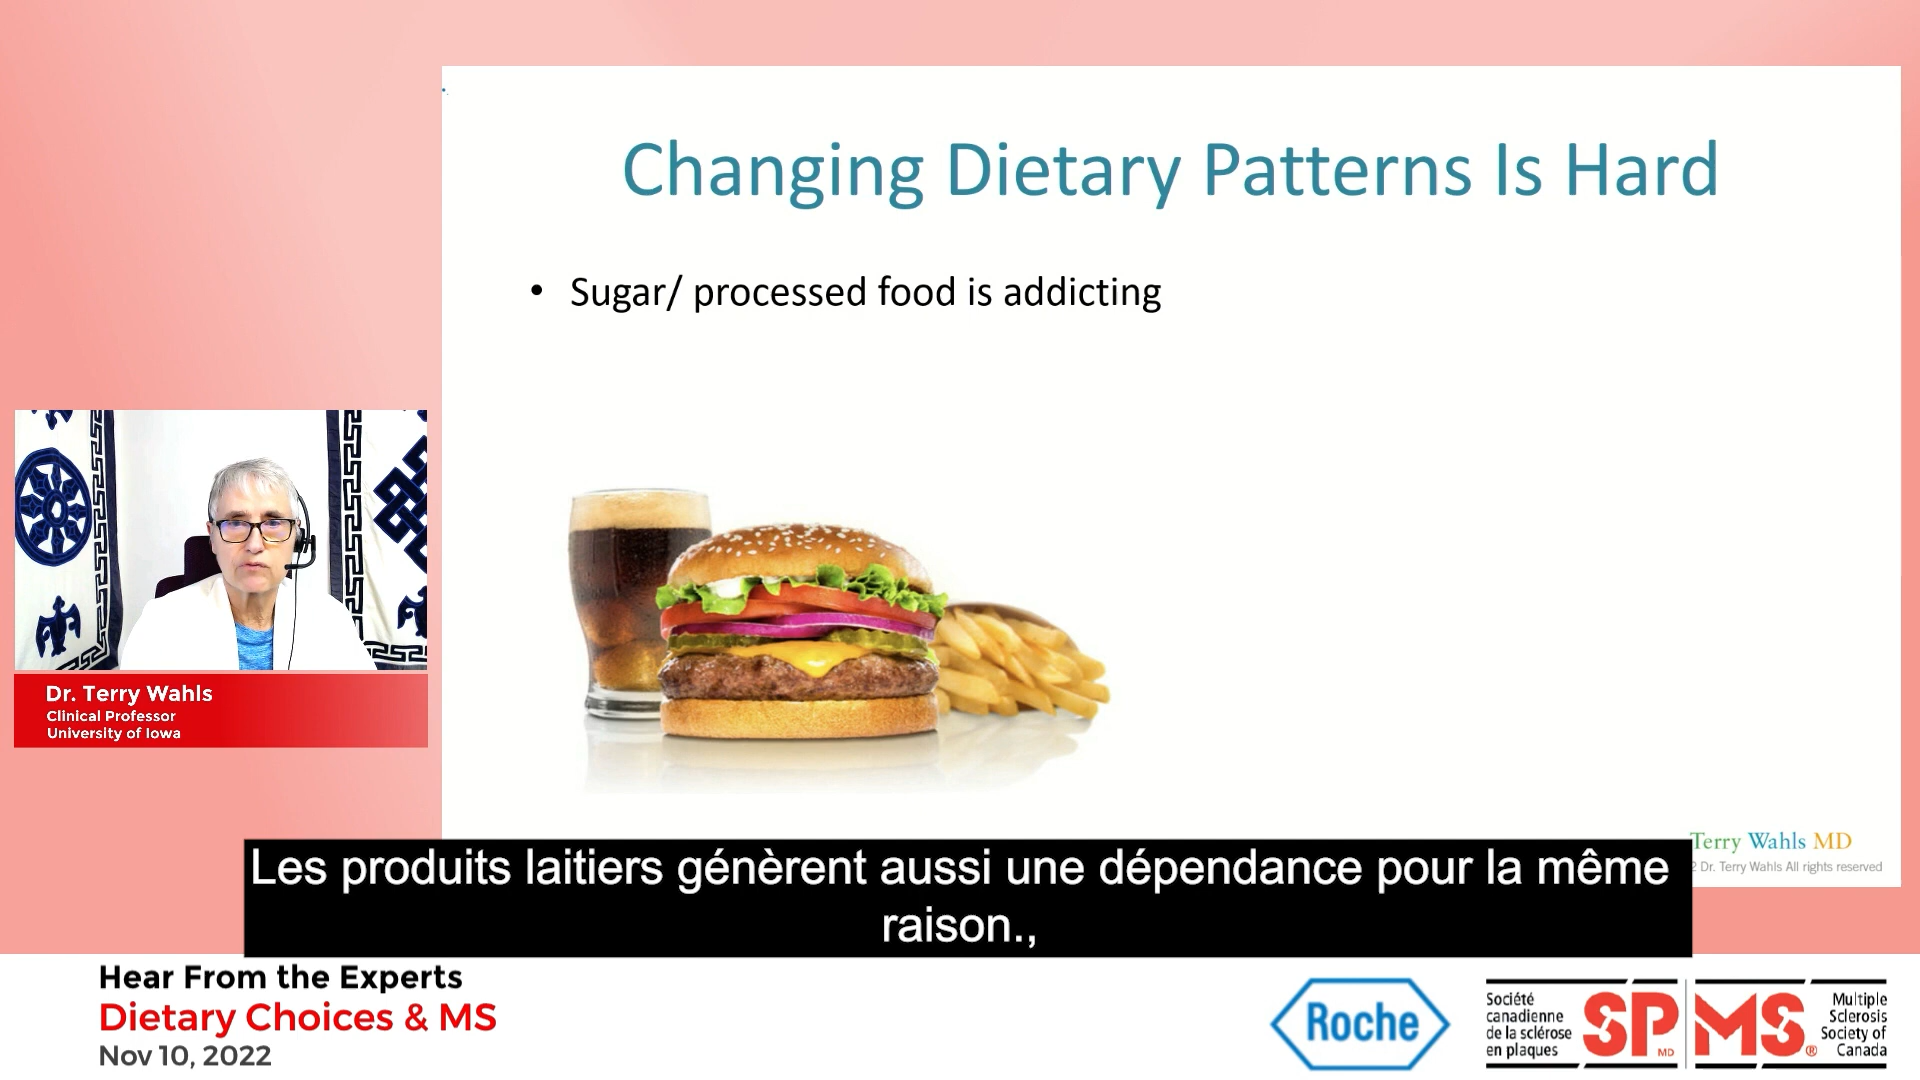 Changing Dietary Patterns Is Hard
• Sugar/ processed food is addicting
Dr. Terry Wahls
Clinical Professor
University of Iowa
Terry Wahls MD
2 Dr. Terry Wahls All rights reserved
Les produits laitiers génèrent aussi une dépendance pour la même
raison.,
Hear From the Experts
Dietary Choices & MS
Nov 10, 2022
Roche
Société
canadienne
de la sclérose
en plaques
SP
MD
MS
®
Multiple
Sclerosis
Society of
Canada